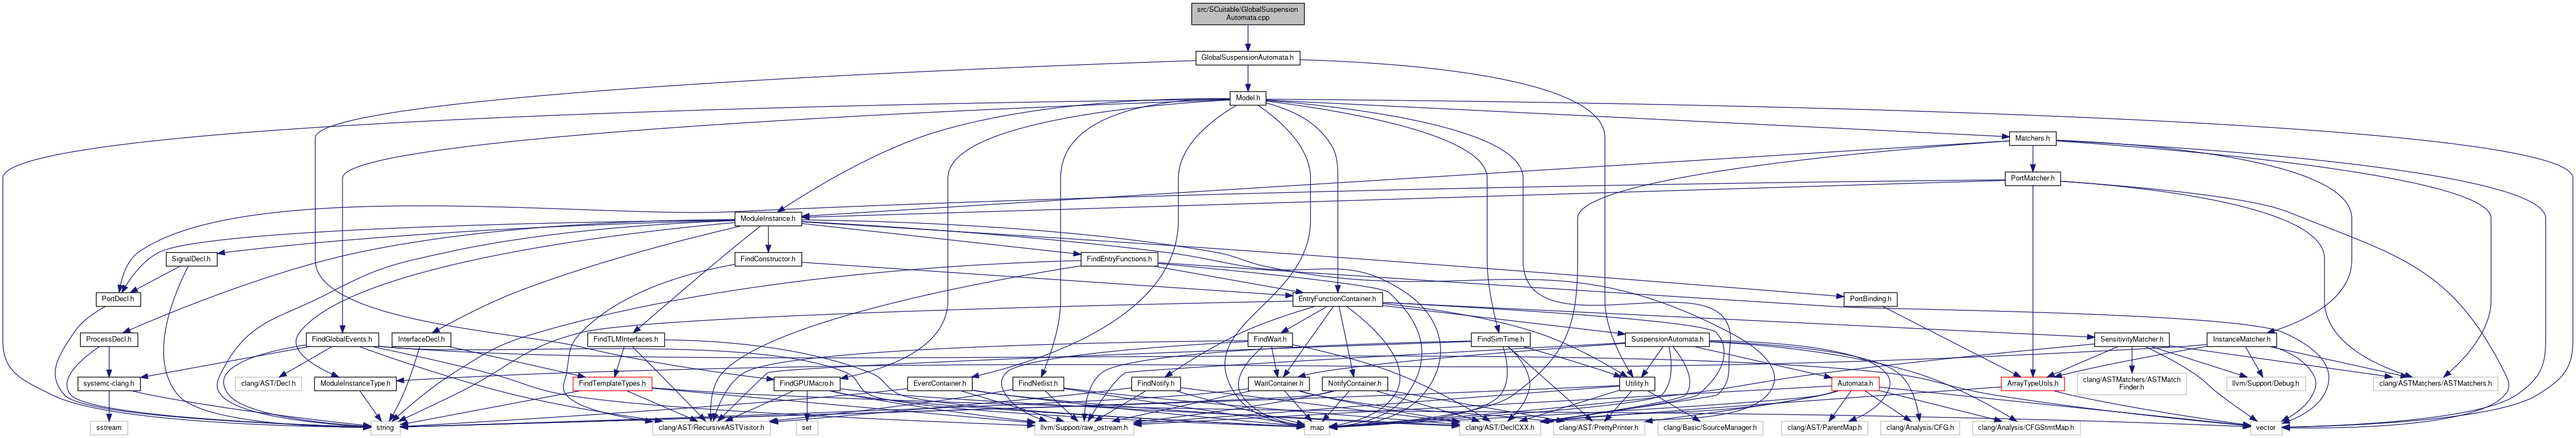 src/SCuitable/GlobalSuspension
Automata.cpp
GlobalSuspensionAutomata.h
Model.h
Matchers.h
PortMatcher.h
ModuleInstance.h
SignalDecl.h
FindConstructor.h
FindEntryFunctions.h
PortDecl.h
EntryFunctionContainer.h
PortBinding.h
ProcessDecl.h
FindGlobalEvents.h
InterfaceDecl.h
FindTLMInterfaces.h
FindWait.h
FindSimTime.h
SuspensionAutomata.h
SensitivityMatcher.h
InstanceMatcher.h
systemc-clang.h
clang/AST/Decl.h
ModuleInstanceType.h
FindTemplateTypes.h
FindGPUMacro.h
EventContainer.h
FindNetlist.h
FindNotify.h
WaitContainer.h
NotifyContainer.h
Utility.h
Automata.h
ArrayTypeUtils.h
clang/ASTMatchers/ASTMatch
Finder.h
llvm/Support/Debug.h
clang/ASTMatchers/ASTMatchers.h
sstream
string
clang/AST/RecursiveASTVisitor.h
set
llvm/Support/raw_ostream.h
map
clang/AST/DeclCXX.h
clang/AST/PrettyPrinter.h
clang/Basic/SourceManager.h
clang/AST/ParentMap.h
clang/Analysis/CFG.h
clang/Analysis/CFGStmtMap.h
vector